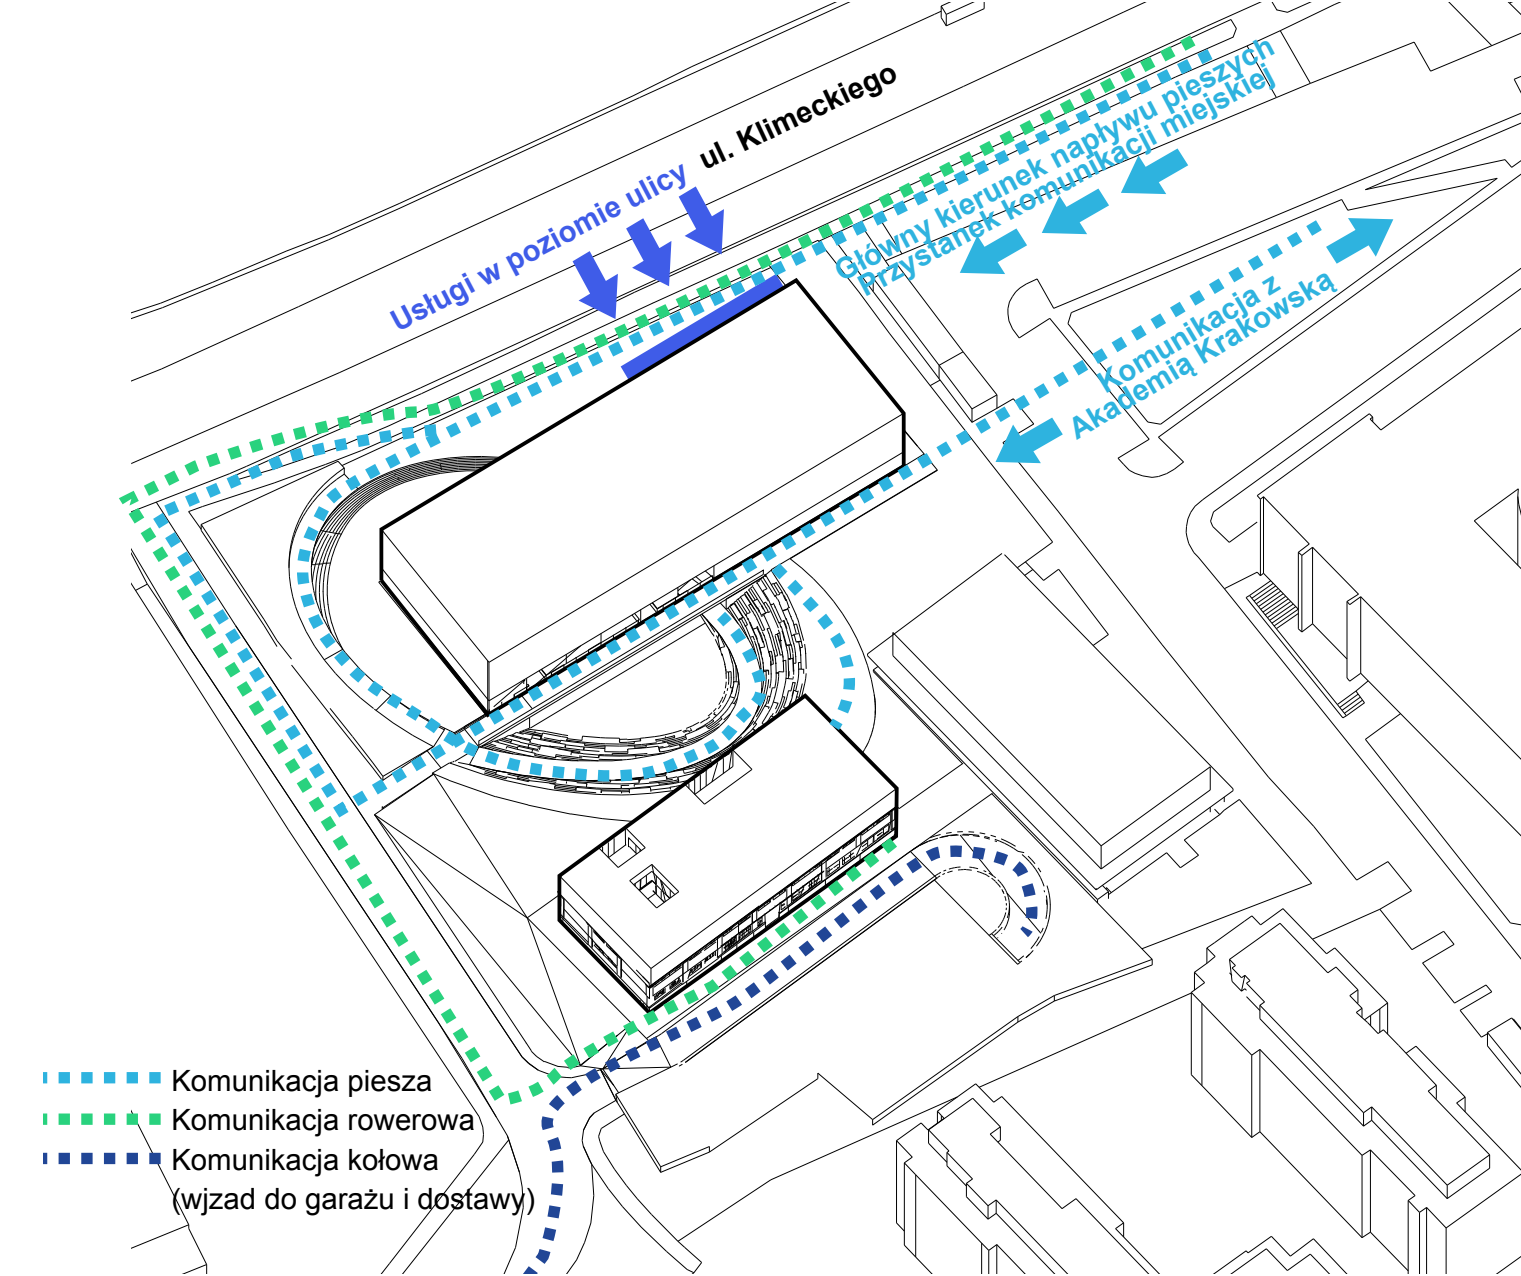 ul. Klimeckiego
Usługi w poziomie ulicy
Główny kierunek napływu pieszych
Przystanek komunikacji miejskiej
Komunikacja z
Akademią Krakowską
Komunikacja piesza
Komunikacja rowerowa
Komunikacja kołowa
(wjzad do garażu i dostawy)